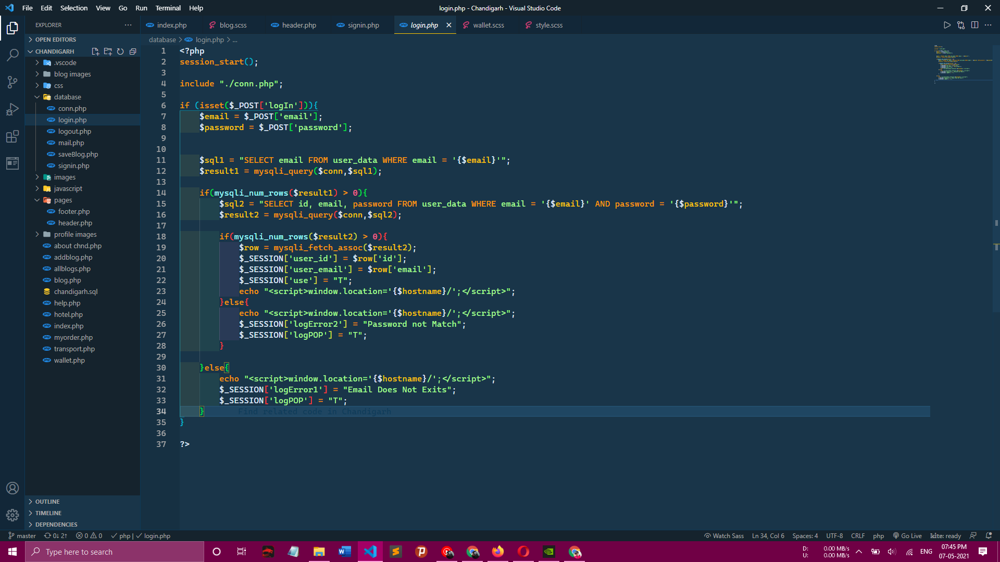 File Edit Selection View Go Run Terminal Help
login.php - Chandigarh - Visual Studio Code
EXPLORER
index.php blog.scss header.php signin.php login.php wallet.scss style.scss
OPEN EDITORS
database > login.php > ...
CHANDIGARH
.vscode
blog images
css
database
conn.php
login.php
logout.php
mail.php
saveBlog.php
signin.php
images
javascript
pages
footer.php
header.php
profile images
about chnd.php
addblog.php
allblogs.php
blog.php
chandigarh.sql
help.php
hotel.php
index.php
myorder.php
transport.php
wallet.php
OUTLINE
TIMELINE
DEPENDENCIES
1 <?php
2 session_start();
3
4 include "./conn.php";
5
6 if (isset($_POST['logIn'])){
7 $email = $_POST['email'];
8 $password = $_POST['password'];
9
10
11 $sql1 = "SELECT email FROM user_data WHERE email = '{$email}'";
12 $result1 = mysqli_query($conn,$sql1);
13
14 if(mysqli_num_rows($result1) > 0){
15 $sql2 = "SELECT id, email, password FROM user_data WHERE email = '{$email}' AND password = '{$password}'";
16 $result2 = mysqli_query($conn,$sql2);
17
18 if(mysqli_num_rows($result2) > 0){
19 $row = mysqli_fetch_assoc($result2);
20 $_SESSION['user_id'] = $row['id'];
21 $_SESSION['user_email'] = $row['email'];
22 $_SESSION['use'] = "T";
23 echo "<script>window.location='{$hostname}/';</script>";
24 }else{
25 echo "<script>window.location='{$hostname}/';</script>";
26 $_SESSION['logError2'] = "Password not Match";
27 $_SESSION['logPOP'] = "T";
28 }
29
30 }else{
31 echo "<script>window.location='{$hostname}/';</script>";
32 $_SESSION['logError1'] = "Email Does Not Exits";
33 $_SESSION['logPOP'] = "T";
34 } Find related code in Chandigarh
35 }
36
37 ?>
master 0↓ 2↑ 0 0 php | login.php
Watch Sass Ln 34, Col 6 Spaces: 4 UTF-8 CRLF php Go Live kite: ready
Type here to search
D: 0.00 MB/s
U: 0.00 MB/s
ENG
07:45 PM
07-05-2021